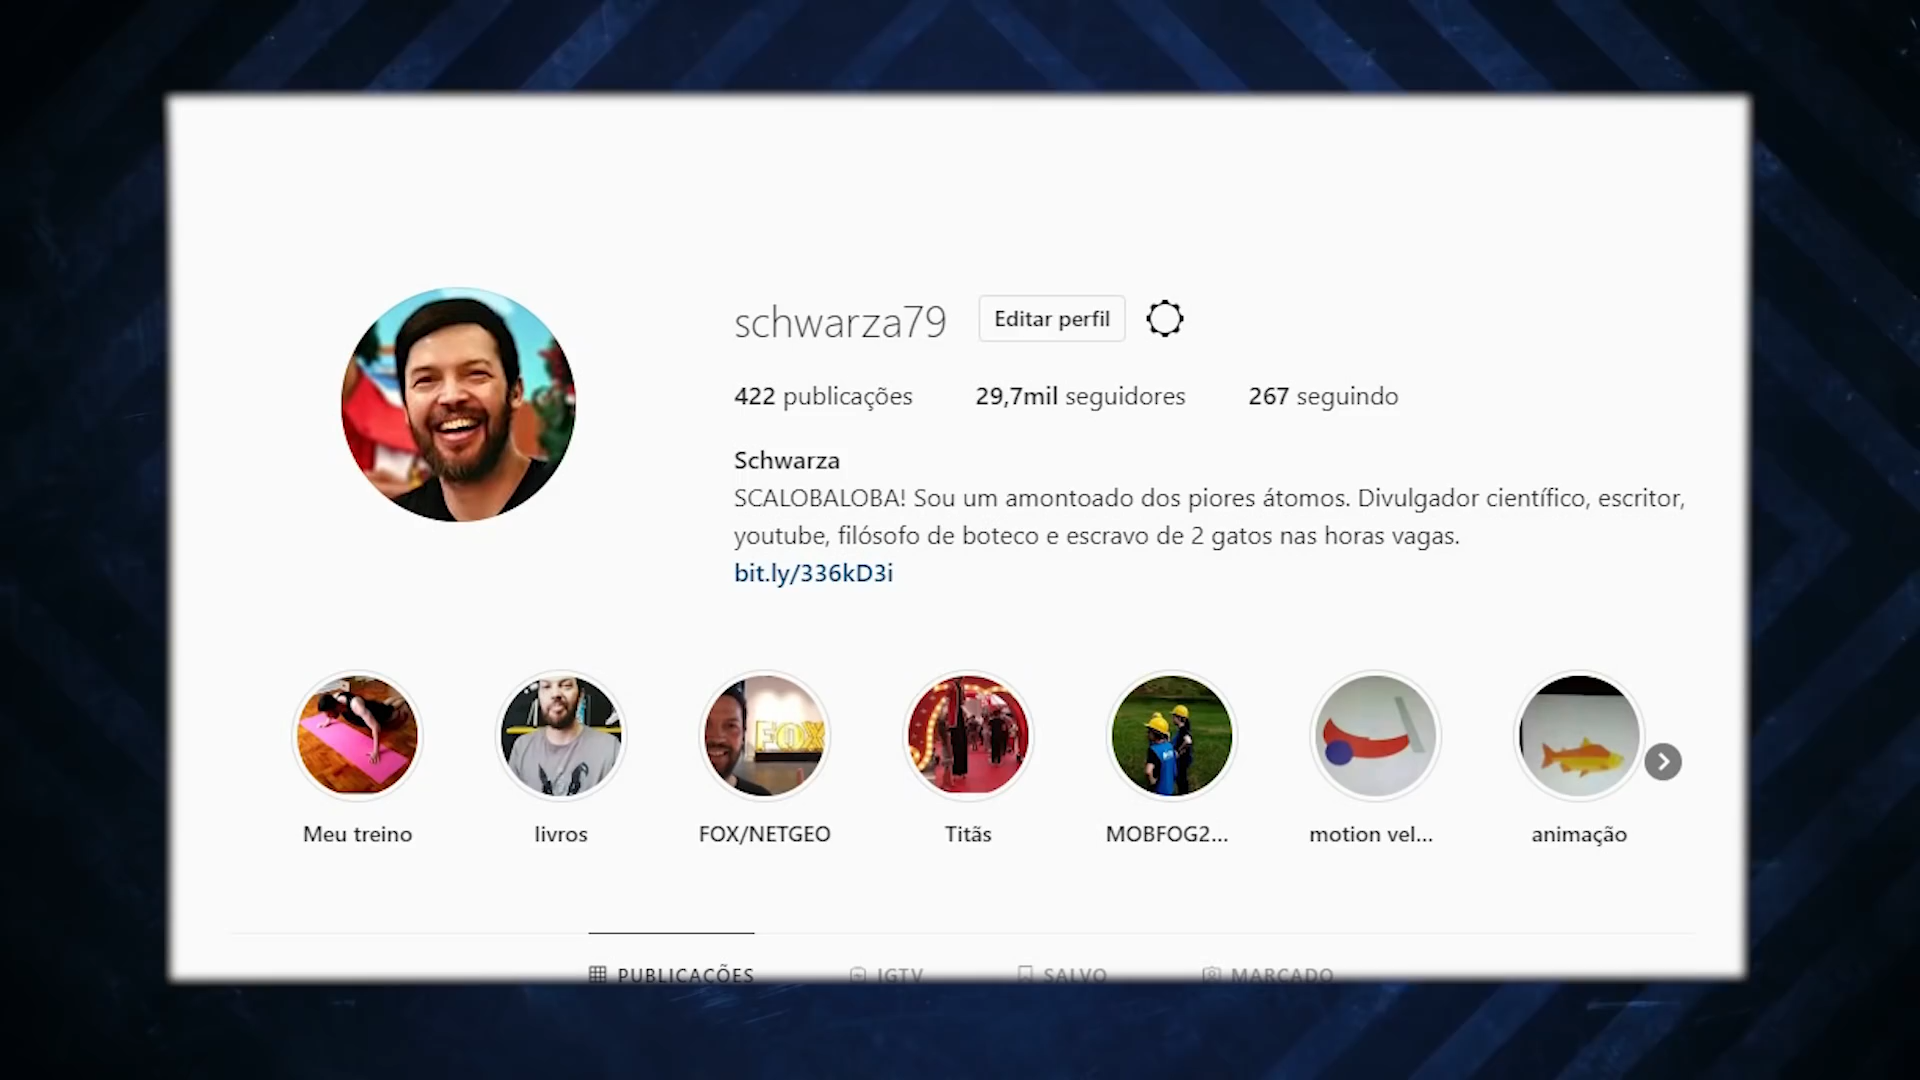 schwarza79 Editar perfil
422 publicações 29,7mil seguidores 267 seguindo
Schwarza
SCALOBALOBA! Sou um amontoado dos piores átomos. Divulgador científico, escritor,
youtube, filósofo de boteco e escravo de 2 gatos nas horas vagas.
bit.ly/336kD3i
FOX
Meu treino livros FOX/NETGEO Titãs MOBFOG2... motion vel... animação
PUBLICAÇÕES IGTV SALVO MARCADO